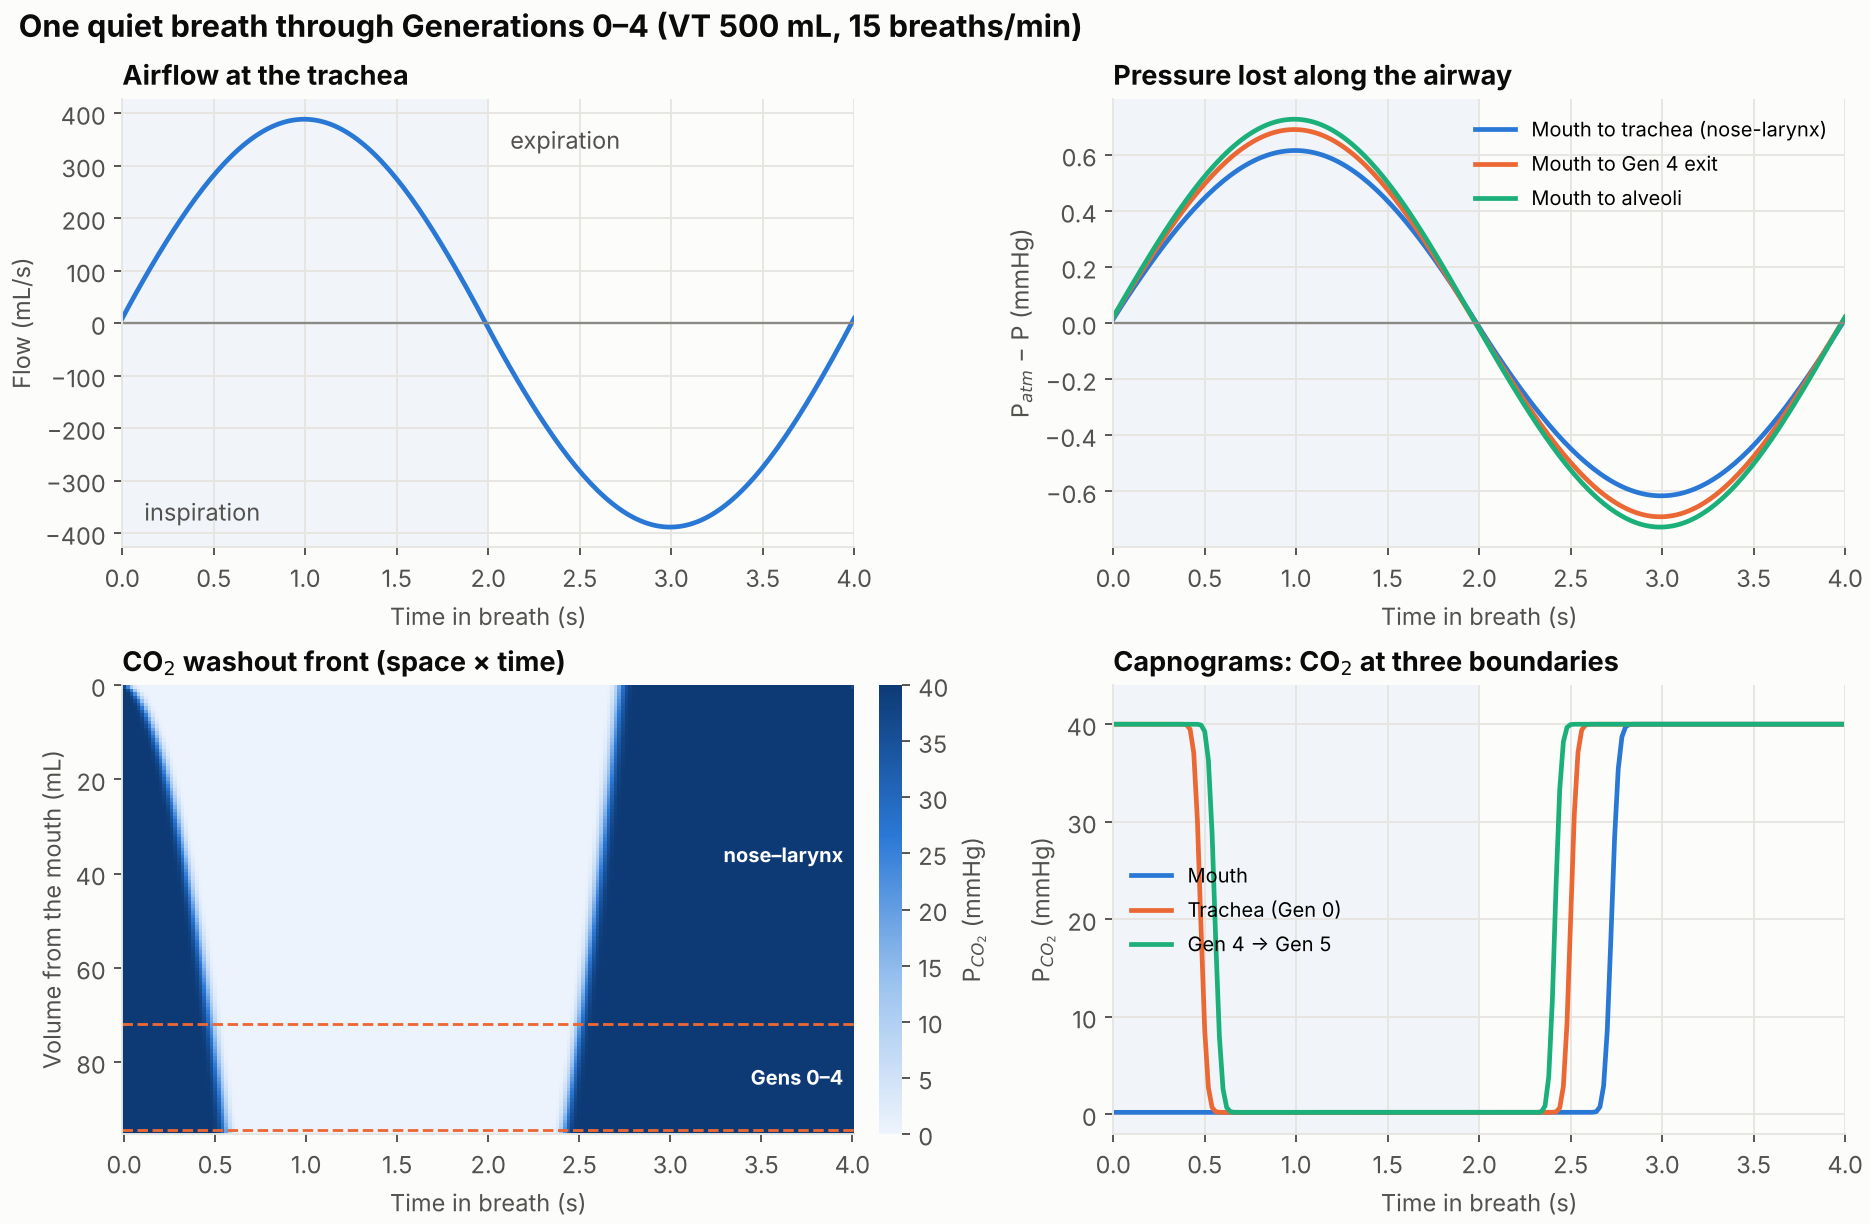 One quiet breath through Generations 0–4 (VT 500 mL, 15 breaths/min)
Airflow at the trachea
400
300
200
100
0
−100
−200
−300
−400
Flow (mL/s)
expiration
inspiration
0.0 0.5 1.0 1.5 2.0 2.5 3.0 3.5 4.0
Time in breath (s)
Pressure lost along the airway
0.6
0.4
0.2
0.0
−0.2
−0.4
−0.6
P_atm − P (mmHg)
Mouth to trachea (nose-larynx)
Mouth to Gen 4 exit
Mouth to alveoli
0.0 0.5 1.0 1.5 2.0 2.5 3.0 3.5 4.0
Time in breath (s)
CO₂ washout front (space × time)
0
20
40
60
80
Volume from the mouth (mL)
nose–larynx
Gens 0–4
0.0 0.5 1.0 1.5 2.0 2.5 3.0 3.5 4.0
Time in breath (s)
40
35
30
25
20
15
10
5
0
P_CO₂ (mmHg)
Capnograms: CO₂ at three boundaries
40
30
20
10
0
P_CO₂ (mmHg)
Mouth
Trachea (Gen 0)
Gen 4 → Gen 5
0.0 0.5 1.0 1.5 2.0 2.5 3.0 3.5 4.0
Time in breath (s)